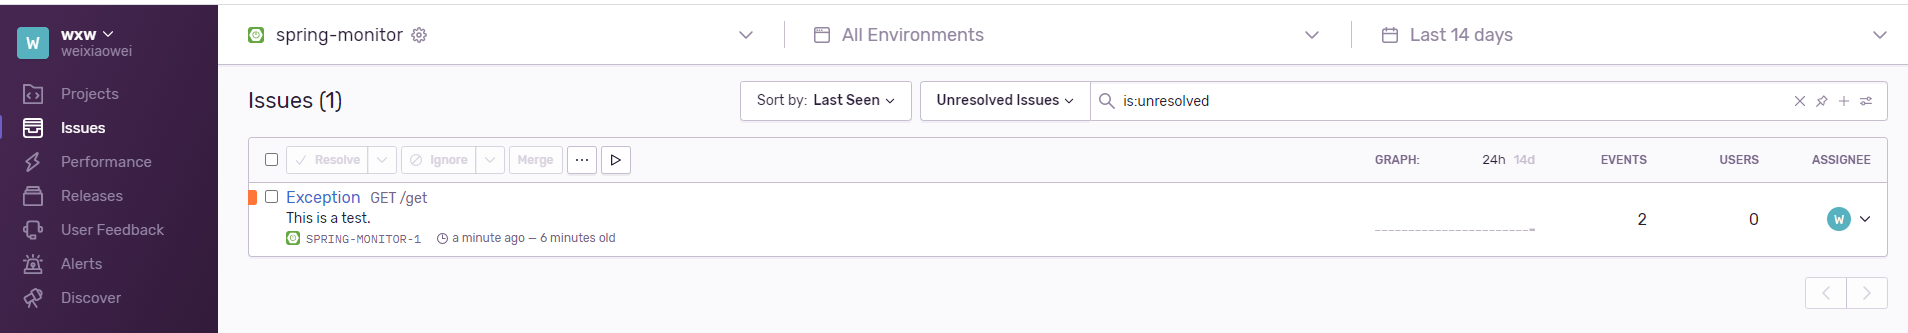 W wxw
weixiaowei
Projects
Issues
Performance
Releases
User Feedback
Alerts
Discover
spring-monitor All Environments Last 14 days
Issues (1) Sort by: Last Seen Unresolved Issues is:unresolved
Resolve Ignore Merge ... GRAPH: 24h 14d EVENTS USERS ASSIGNEE
Exception GET /get
This is a test. 2 0 W
SPRING-MONITOR-1 a minute ago — 6 minutes old